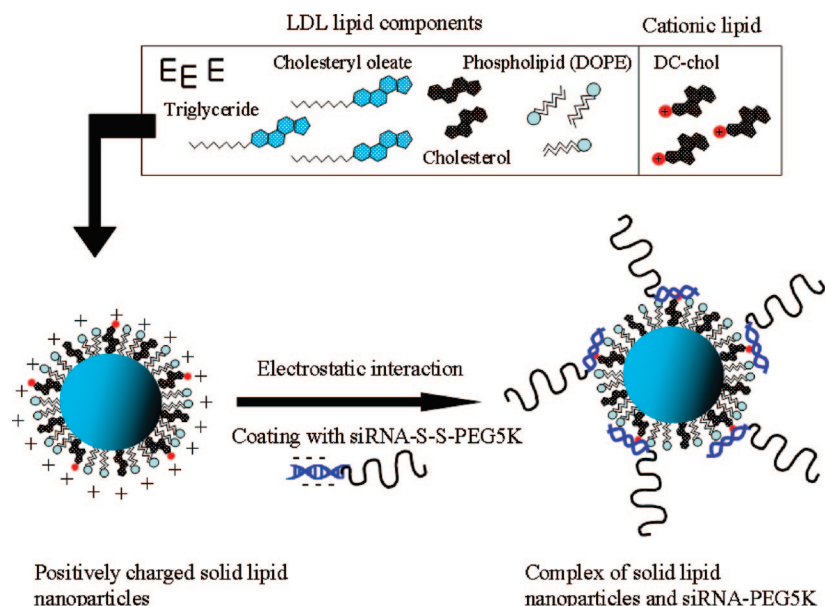 LDL lipid components
Cationic lipid
E E E
Cholesteryl oleate
Phospholipid (DOPE)
DC-chol
Triglyceride
Cholesterol
Electrostatic interaction
Coating with siRNA-S-S-PEG5K
Positively charged solid lipid
nanoparticles
Complex of solid lipid
nanoparticles and siRNA-PEG5K